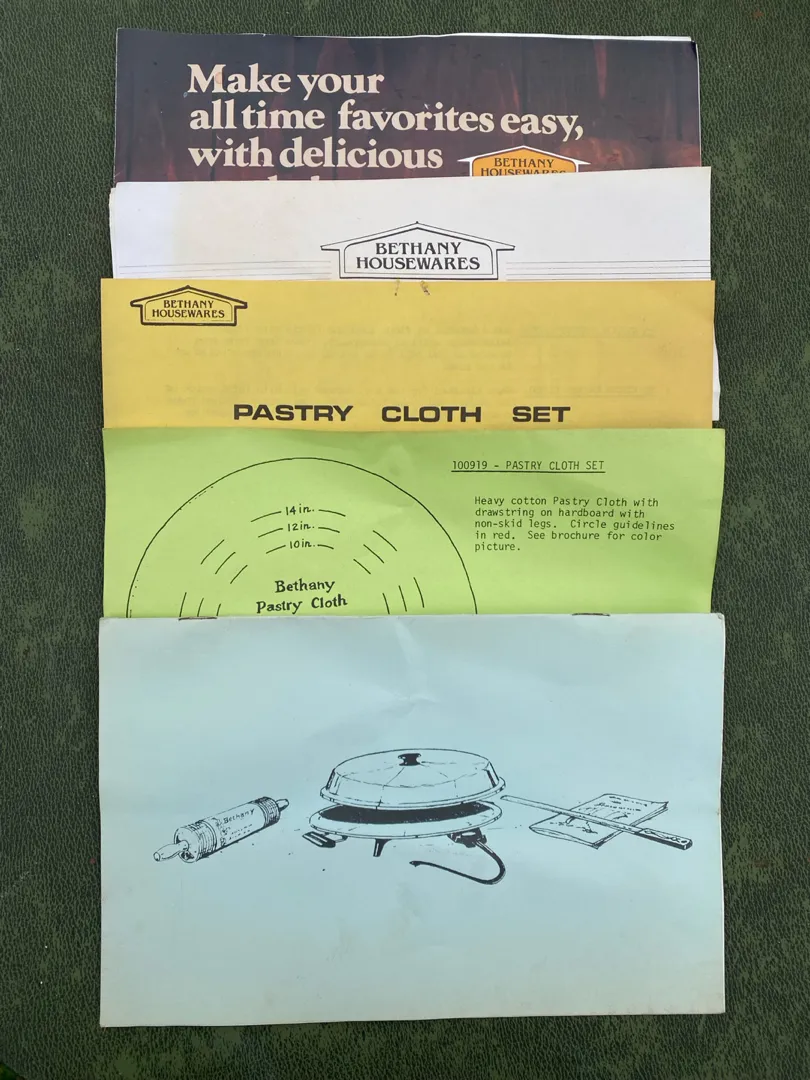 Make your
all time favorites easy,
with delicious
BETHANY
HOUSEWARES
BETHANY
HOUSEWARES
BETHANY
HOUSEWARES
PASTRY CLOTH SET
100919 - PASTRY CLOTH SET
Heavy cotton Pastry Cloth with
drawstring on hardboard with
non-skid legs. Circle guidelines
in red. See brochure for color
picture.
14 in.
12 in.
10 in.
Bethany
Pastry Cloth
Bethany